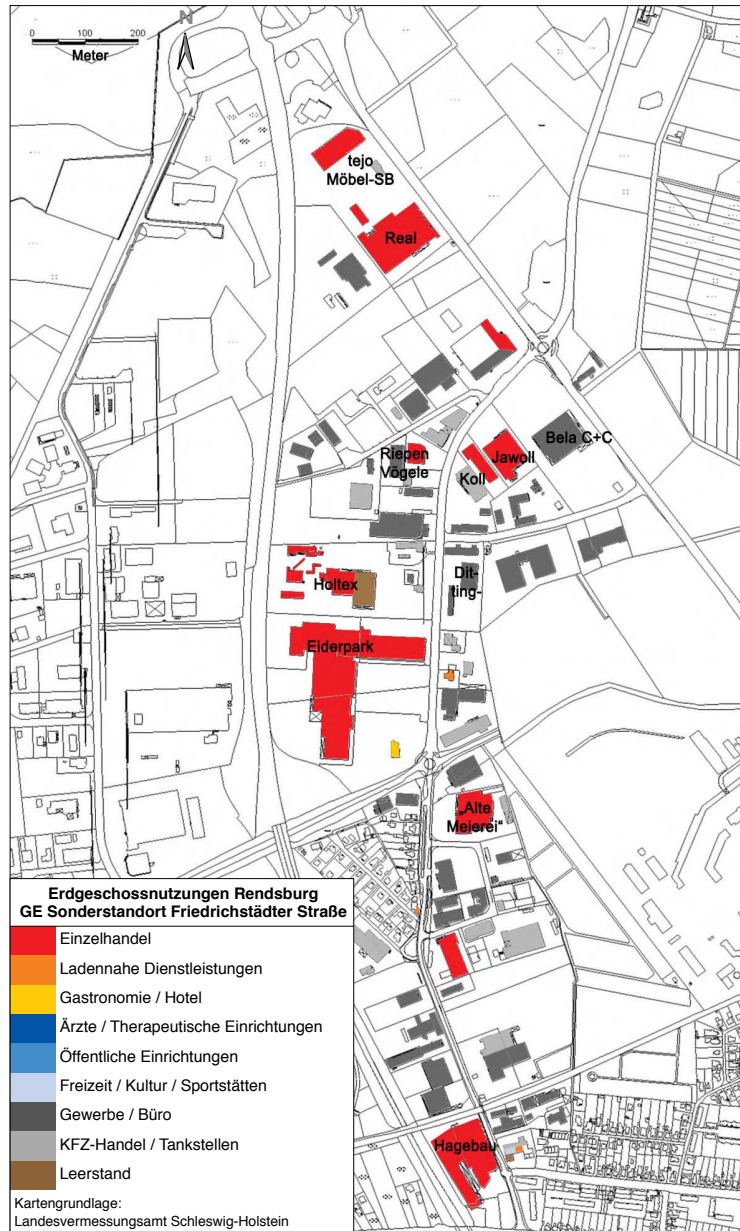 N
0 100 200
Meter
tejo
Möbel-SB
Real
Bela C+C
Riepen
Vögele
Jawoll
Koll
Holtex
Dit-
ting-
Eiderpark
„Alte
Meierei“
Erdgeschossnutzungen Rendsburg
GE Sonderstandort Friedrichstädter Straße
Einzelhandel
Ladennahe Dienstleistungen
Gastronomie / Hotel
Ärzte / Therapeutische Einrichtungen
Öffentliche Einrichtungen
Freizeit / Kultur / Sportstätten
Gewerbe / Büro
KFZ-Handel / Tankstellen
Leerstand
Hagebau
Kartengrundlage:
Landesvermessungsamt Schleswig-Holstein